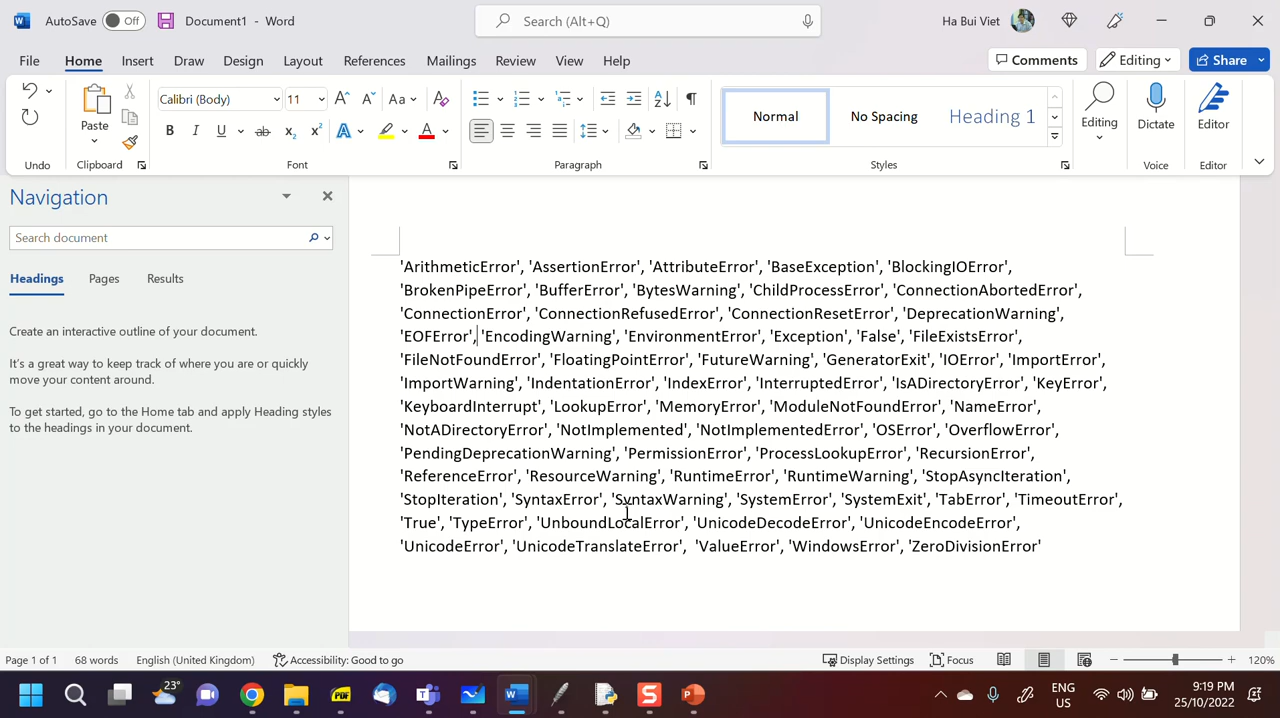 AutoSave Off Document1 - Word Search (Alt+Q) Ha Bui Viet
File Home Insert Draw Design Layout References Mailings Review View Help Comments Editing Share
Calibri (Body) 11 Aa
Paste
B I U ab x₂ x² A A
Normal No Spacing Heading 1
Editing Dictate Editor
Undo Clipboard Font Paragraph Styles Voice Editor
Navigation
Search document
Headings Pages Results
Create an interactive outline of your document.
It's a great way to keep track of where you are or quickly
move your content around.
To get started, go to the Home tab and apply Heading styles
to the headings in your document.
'ArithmeticError', 'AssertionError', 'AttributeError', 'BaseException', 'BlockingIOError',
'BrokenPipeError', 'BufferError', 'BytesWarning', 'ChildProcessError', 'ConnectionAbortedError',
'ConnectionError', 'ConnectionRefusedError', 'ConnectionResetError', 'DeprecationWarning',
'EOFError', 'EncodingWarning', 'EnvironmentError', 'Exception', 'False', 'FileExistsError',
'FileNotFoundError', 'FloatingPointError', 'FutureWarning', 'GeneratorExit', 'IOError', 'ImportError',
'ImportWarning', 'IndentationError', 'IndexError', 'InterruptedError', 'IsADirectoryError', 'KeyError',
'KeyboardInterrupt', 'LookupError', 'MemoryError', 'ModuleNotFoundError', 'NameError',
'NotADirectoryError', 'NotImplemented', 'NotImplementedError', 'OSError', 'OverflowError',
'PendingDeprecationWarning', 'PermissionError', 'ProcessLookupError', 'RecursionError',
'ReferenceError', 'ResourceWarning', 'RuntimeError', 'RuntimeWarning', 'StopAsyncIteration',
'StopIteration', 'SyntaxError', 'SyntaxWarning', 'SystemError', 'SystemExit', 'TabError', 'TimeoutError',
'True', 'TypeError', 'UnboundLocalError', 'UnicodeDecodeError', 'UnicodeEncodeError',
'UnicodeError', 'UnicodeTranslateError', 'ValueError', 'WindowsError', 'ZeroDivisionError'
Page 1 of 1 68 words English (United Kingdom) Accessibility: Good to go Display Settings Focus 120%
23° PDF ENG 9:19 PM
US 25/10/2022